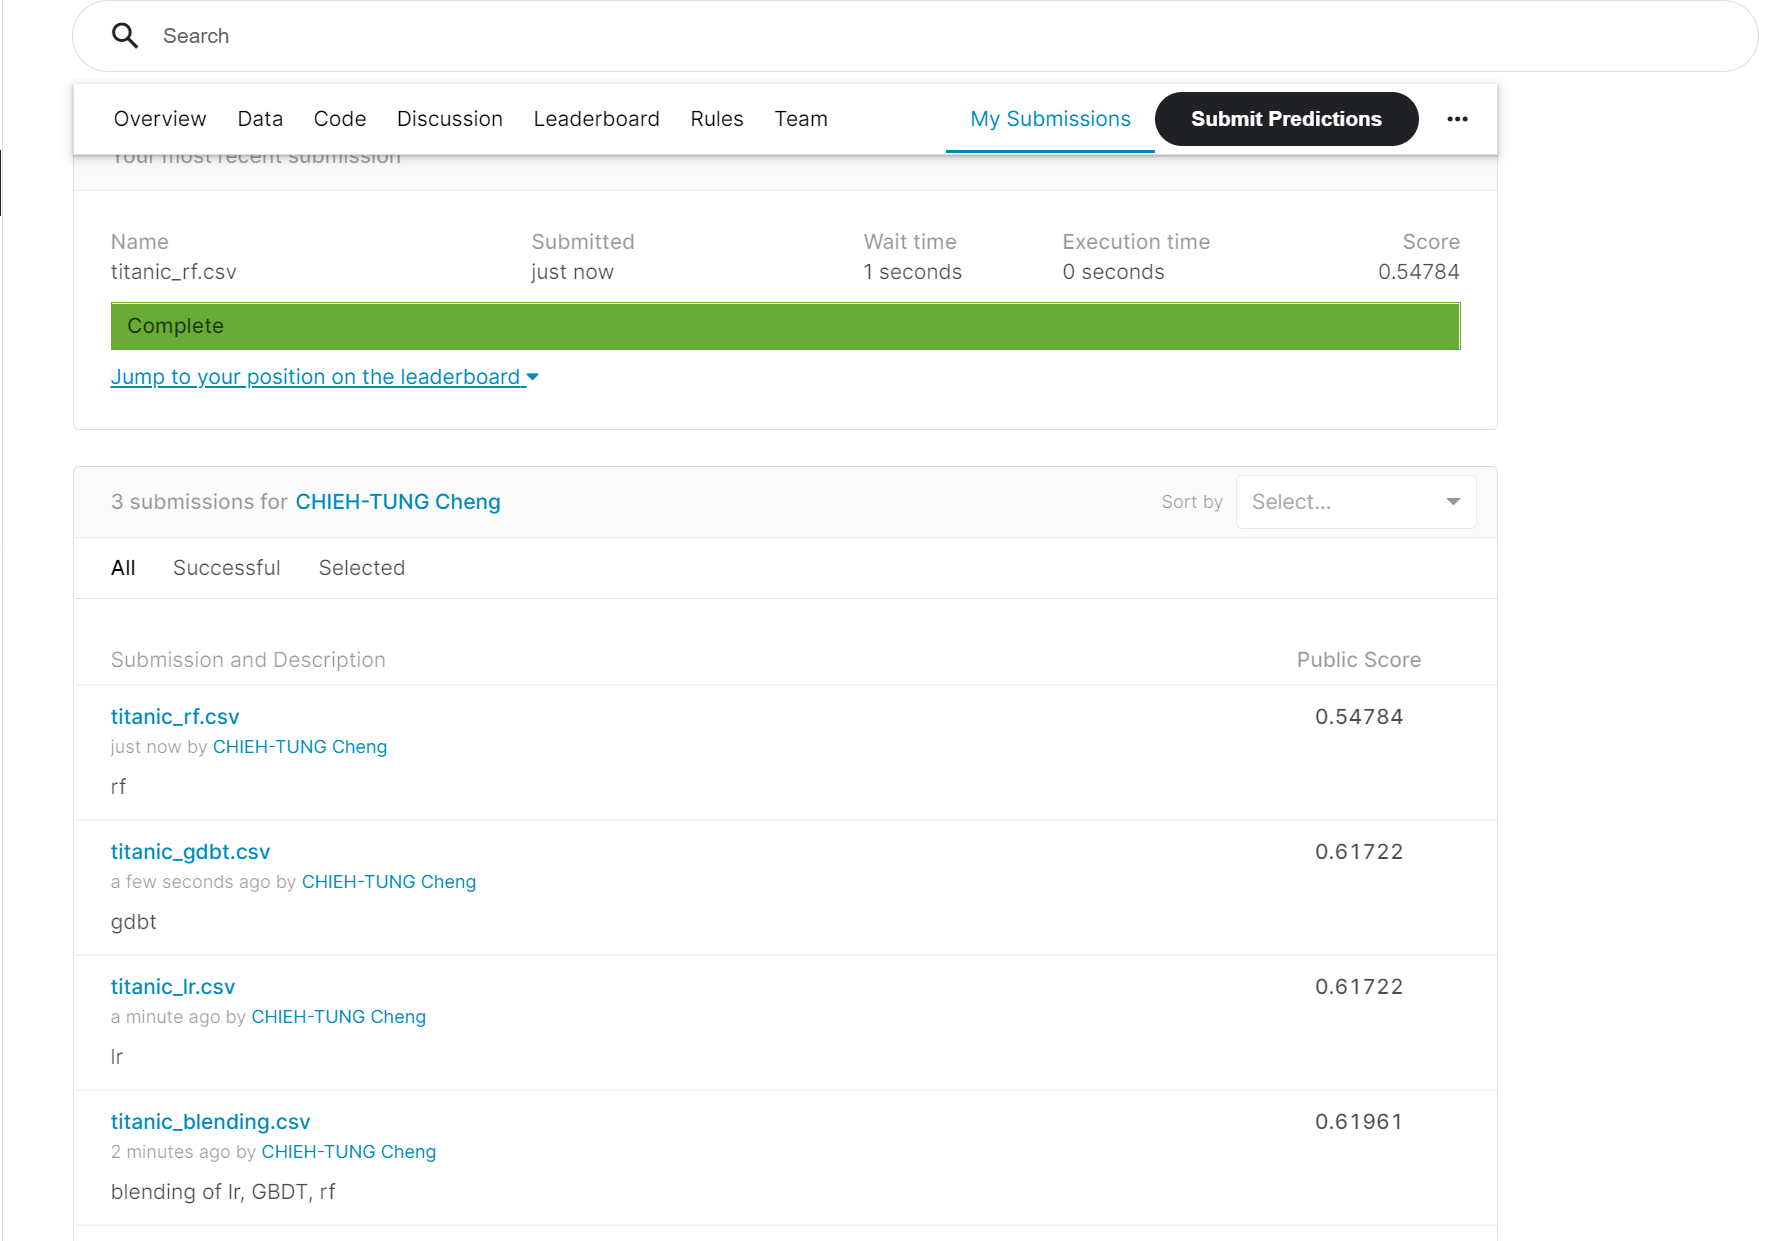 Search
Overview Data Code Discussion Leaderboard Rules Team My Submissions Submit Predictions
Your most recent submission
Name Submitted Wait time Execution time Score
titanic_rf.csv just now 1 seconds 0 seconds 0.54784
Complete
Jump to your position on the leaderboard
3 submissions for CHIEH-TUNG Cheng Sort by Select...
All Successful Selected
Submission and Description Public Score
titanic_rf.csv 0.54784
just now by CHIEH-TUNG Cheng
rf
titanic_gdbt.csv 0.61722
a few seconds ago by CHIEH-TUNG Cheng
gdbt
titanic_lr.csv 0.61722
a minute ago by CHIEH-TUNG Cheng
lr
titanic_blending.csv 0.61961
2 minutes ago by CHIEH-TUNG Cheng
blending of lr, GBDT, rf